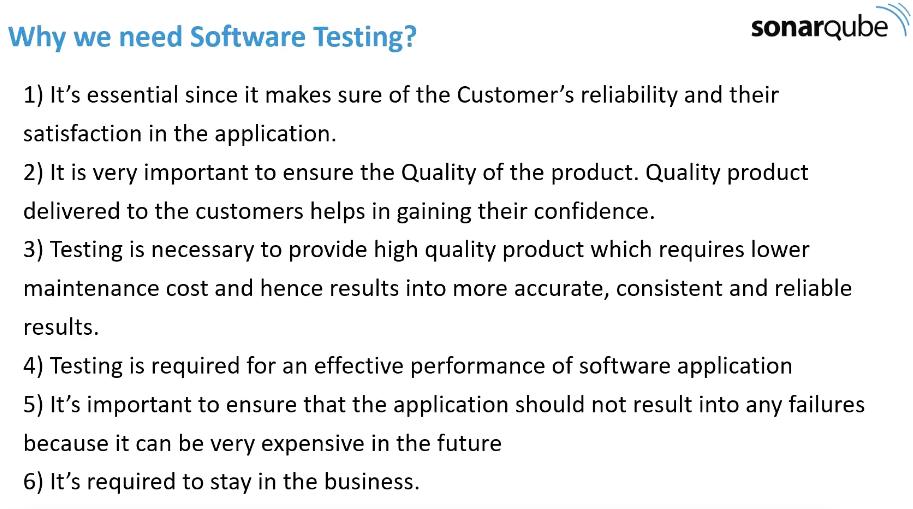 Why we need Software Testing?
sonarqube
1) It’s essential since it makes sure of the Customer’s reliability and their
satisfaction in the application.
2) It is very important to ensure the Quality of the product. Quality product
delivered to the customers helps in gaining their confidence.
3) Testing is necessary to provide high quality product which requires lower
maintenance cost and hence results into more accurate, consistent and reliable
results.
4) Testing is required for an effective performance of software application
5) It’s important to ensure that the application should not result into any failures
because it can be very expensive in the future
6) It’s required to stay in the business.